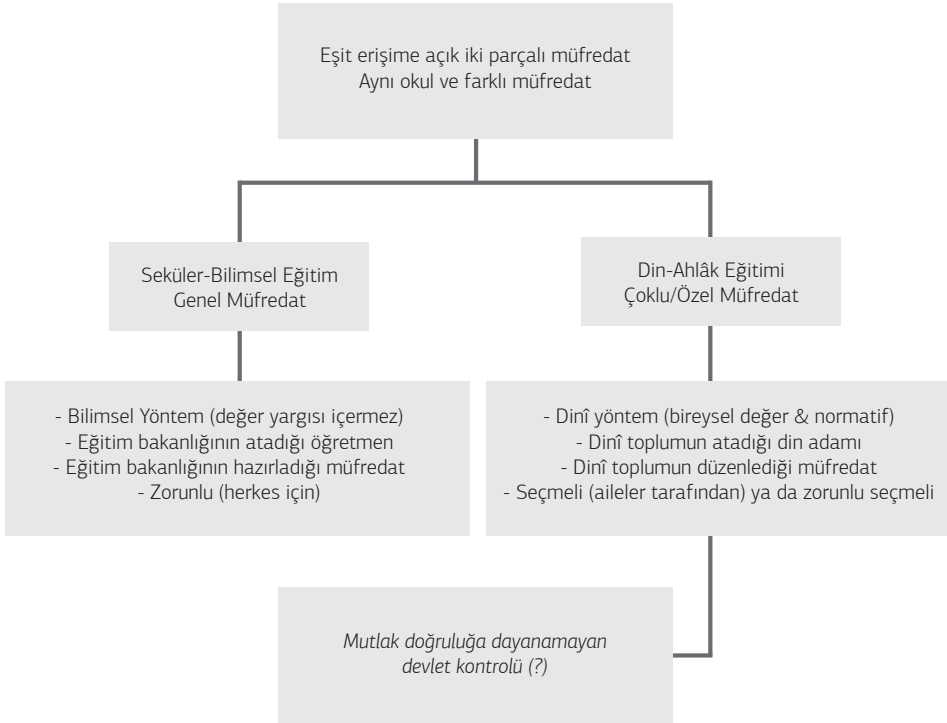 Eşit erişime açık iki parçalı müfredat
Aynı okul ve farklı müfredat
Seküler-Bilimsel Eğitim
Genel Müfredat
Din-Ahlâk Eğitimi
Çoklu/Özel Müfredat
- Bilimsel Yöntem (değer yargısı içermez)
- Eğitim bakanlığının atadığı öğretmen
- Eğitim bakanlığının hazırladığı müfredat
- Zorunlu (herkes için)
- Dinî yöntem (bireysel değer & normatif)
- Dinî toplumun atadığı din adamı
- Dinî toplumun düzenlediği müfredat
- Seçmeli (aileler tarafından) ya da zorunlu seçmeli
Mutlak doğruluğa dayanamayan
devlet kontrolü (?)